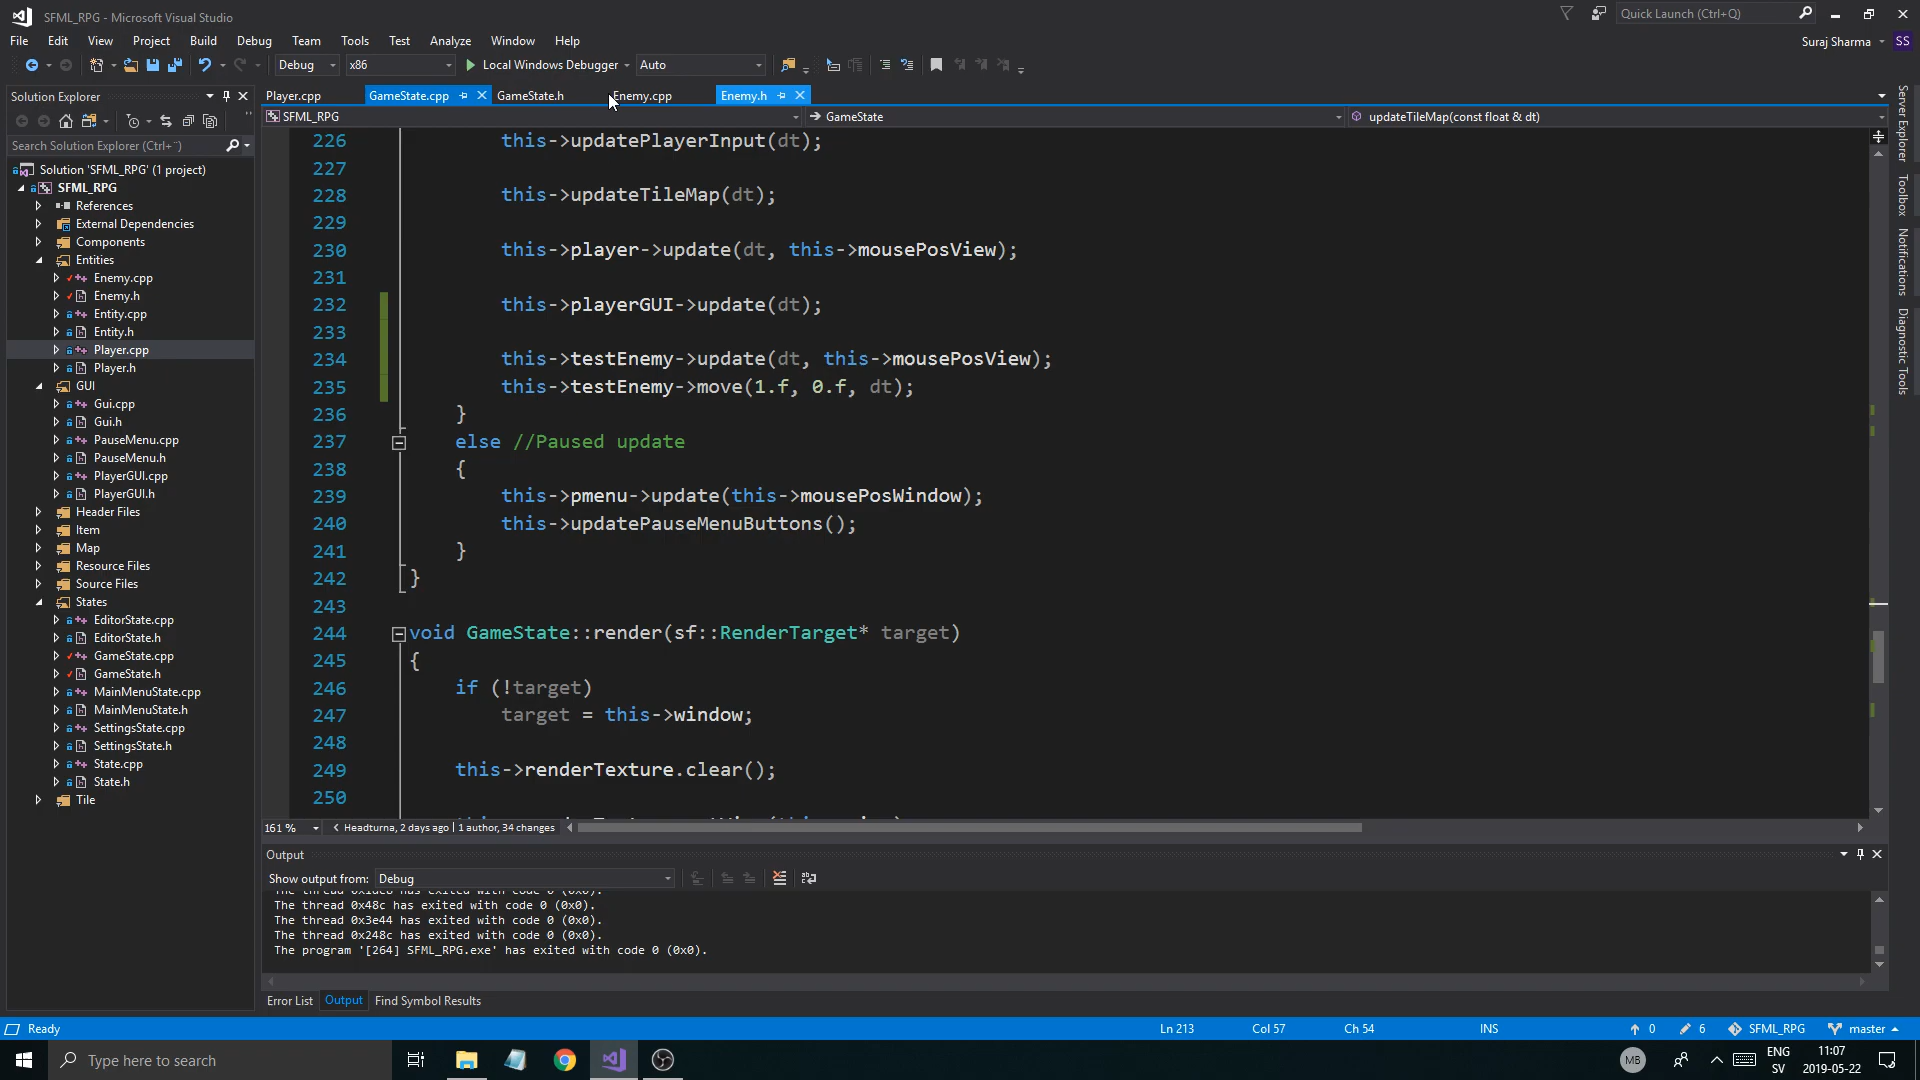 SFML_RPG - Microsoft Visual Studio
Quick Launch (Ctrl+Q)
File Edit View Project Build Debug Team Tools Test Analyze Window Help
Suraj Sharma SS
Debug x86 Local Windows Debugger Auto
Solution Explorer
Player.cpp GameState.cpp GameState.h Enemy.cpp Enemy.h
SFML_RPG GameState updateTileMap(const float & dt)
Search Solution Explorer (Ctrl+¨)
Solution 'SFML_RPG' (1 project)
SFML_RPG
References
External Dependencies
Components
Entities
Enemy.cpp
Enemy.h
Entity.cpp
Entity.h
Player.cpp
Player.h
GUI
Gui.cpp
Gui.h
PauseMenu.cpp
PauseMenu.h
PlayerGUI.cpp
PlayerGUI.h
Header Files
Item
Map
Resource Files
Source Files
States
EditorState.cpp
EditorState.h
GameState.cpp
GameState.h
MainMenuState.cpp
MainMenuState.h
SettingsState.cpp
SettingsState.h
State.cpp
State.h
Tile
226 this->updatePlayerInput(dt);
227
228 this->updateTileMap(dt);
229
230 this->player->update(dt, this->mousePosView);
231
232 this->playerGUI->update(dt);
233
234 this->testEnemy->update(dt, this->mousePosView);
235 this->testEnemy->move(1.f, 0.f, dt);
236 }
237 else //Paused update
238 {
239 this->pmenu->update(this->mousePosWindow);
240 this->updatePauseMenuButtons();
241 }
242 }
243
244 void GameState::render(sf::RenderTarget* target)
245 {
246 if (!target)
247 target = this->window;
248
249 this->renderTexture.clear();
250
161 % Headturna, 2 days ago | 1 author, 34 changes
Server Explorer
Toolbox
Notifications
Diagnostic Tools
Output
Show output from: Debug
The thread 0x48c has exited with code 0 (0x0).
The thread 0x3e44 has exited with code 0 (0x0).
The thread 0x248c has exited with code 0 (0x0).
The program '[264] SFML_RPG.exe' has exited with code 0 (0x0).
Error List Output Find Symbol Results
Ready Ln 213 Col 57 Ch 54 INS 0 6 SFML_RPG master
Type here to search
MB
ENG
SV
11:07
2019-05-22